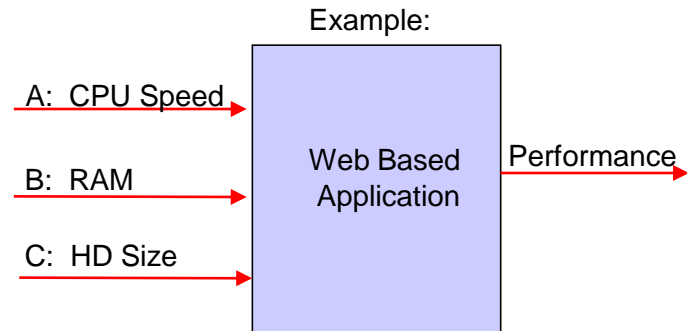 Example:
A: CPU Speed
B: RAM
C: HD Size
Web Based
Application
Performance